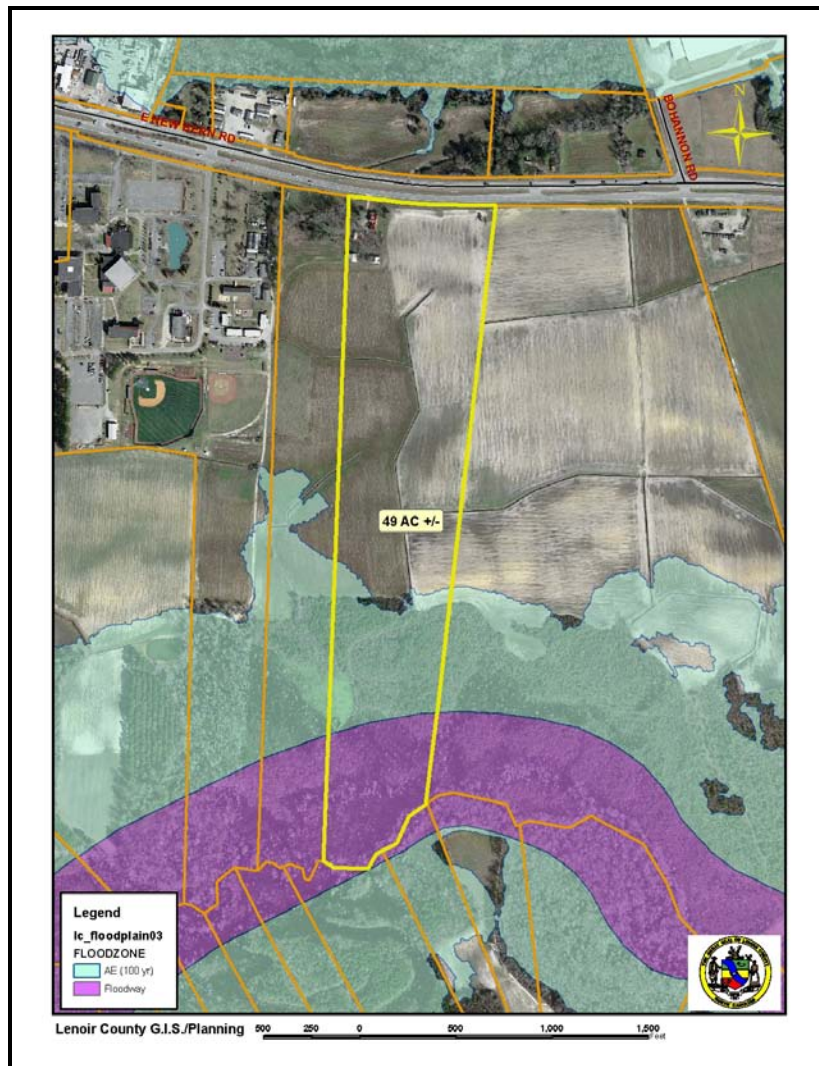 E NEW BERN RD
BOHANNON RD
N
49 AC +/-
Legend
lc_floodplain03
FLOODZONE
AE (100 yr)
Floodway
Lenoir County G.I.S./Planning
500 250 0 500 1,000 1,500
Feet